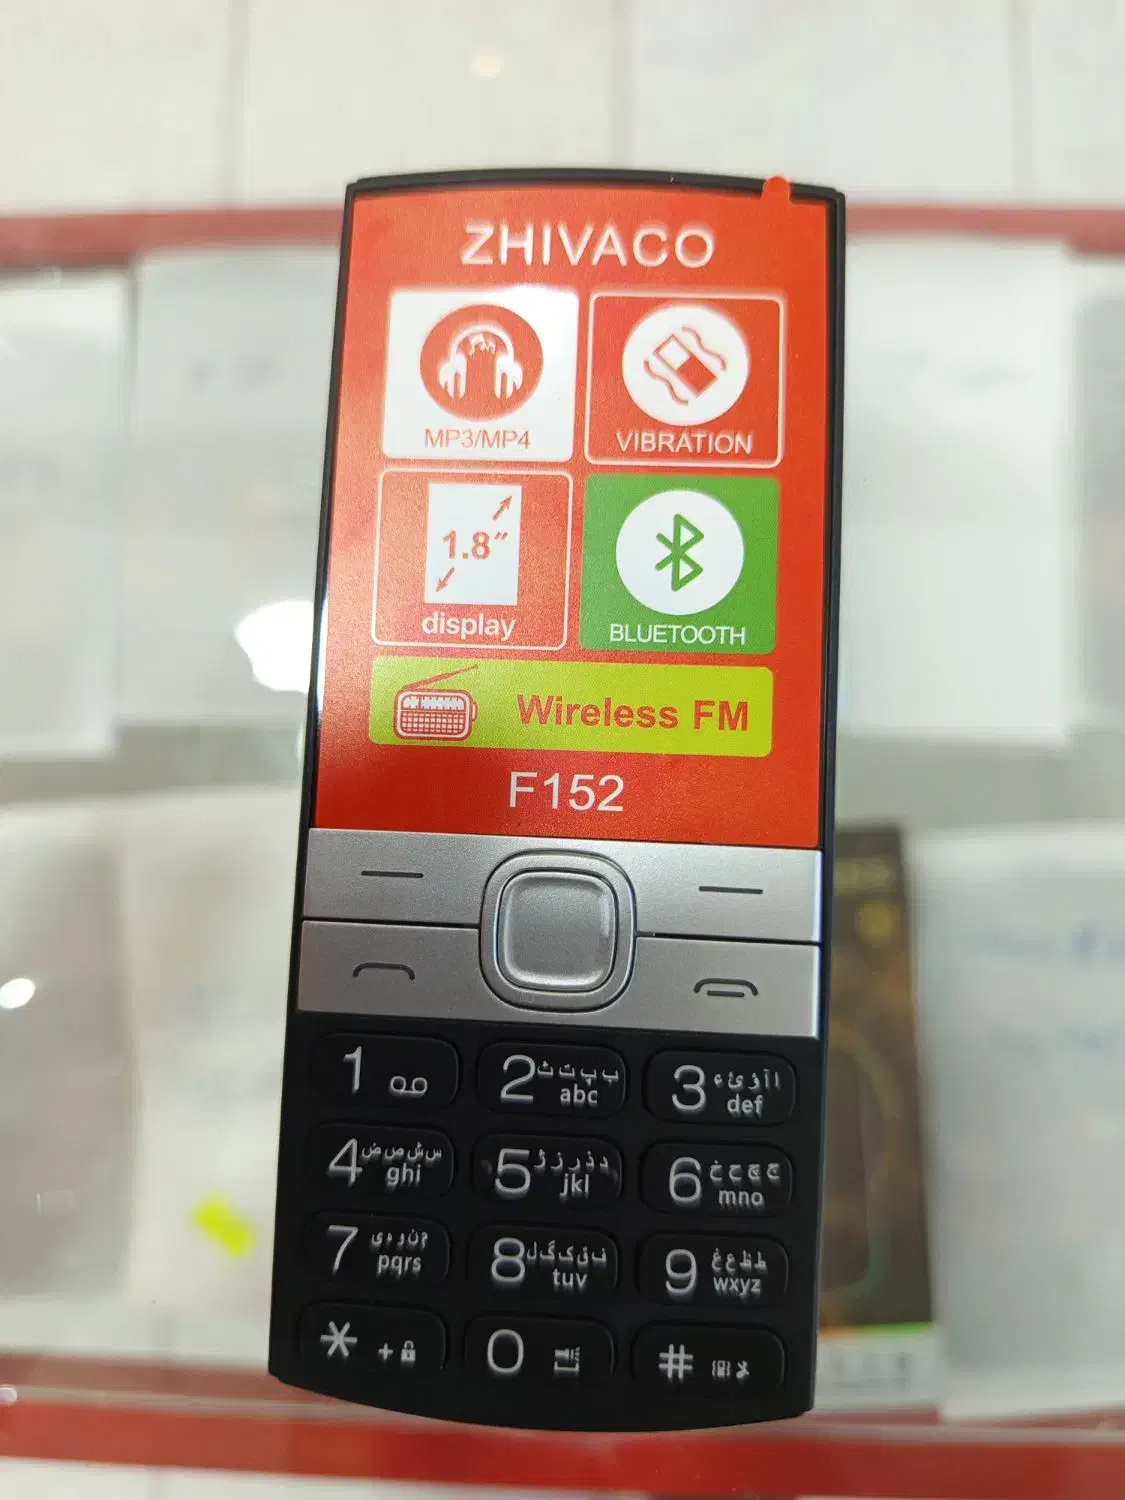 ZHIVACO
MP3/MP4
VIBRATION
1.8″
display
BLUETOOTH
Wireless FM
F152
1
2 ب پ ت ث
abc
3 ا آ ؤ ئ ء
def
4 س ش ص ض
ghi
5 د ذ ر ز ژ
jkl
6 ج چ ح خ
mno
7 م ن و ه ی
pqrs
8 ف ق ک گ ل
tuv
9 ط ظ ع غ
wxyz
* +
0
#